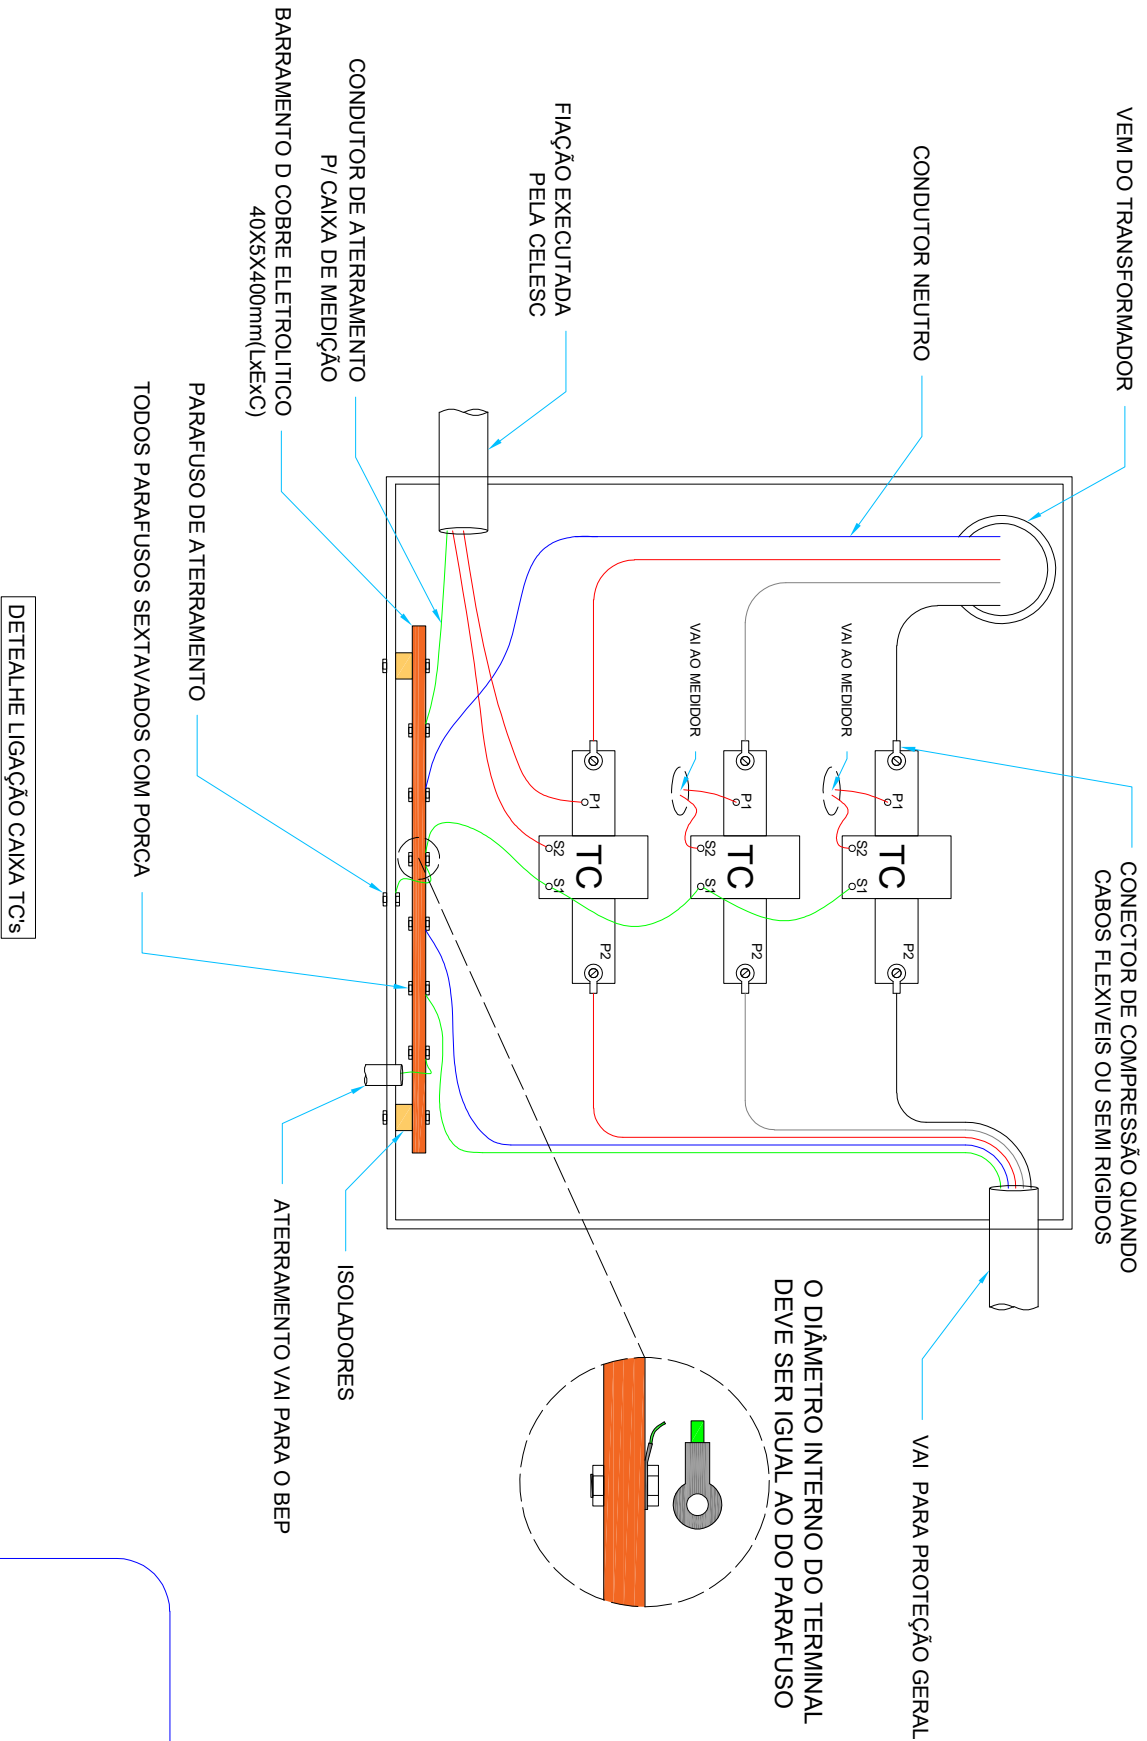 VEM DO TRANSFORMADOR
CONDUTOR NEUTRO
FIAÇÃO EXECUTADA
PELA CELESC
CONDUTOR DE ATERRAMENTO
P/ CAIXA DE MEDIÇÃO
BARRAMENTO D COBRE ELETROLITICO
40X5X400mm(LxExC)
PARAFUSO DE ATERRAMENTO
TODOS PARAFUSOS SEXTAVADOS COM PORCA
CONECTOR DE COMPRESSÃO QUANDO
CABOS FLEXIVEIS OU SEMI RIGIDOS
VAI AO MEDIDOR
VAI AO MEDIDOR
P1
S2
TC
S1
P2
P1
S2
TC
S1
P2
P1
S2
TC
S1
P2
VAI PARA PROTEÇÃO GERAL
O DIÂMETRO INTERNO DO TERMINAL
DEVE SER IGUAL AO DO PARAFUSO
ISOLADORES
ATERRAMENTO VAI PARA O BEP
DETEALHE LIGAÇÃO CAIXA TC's